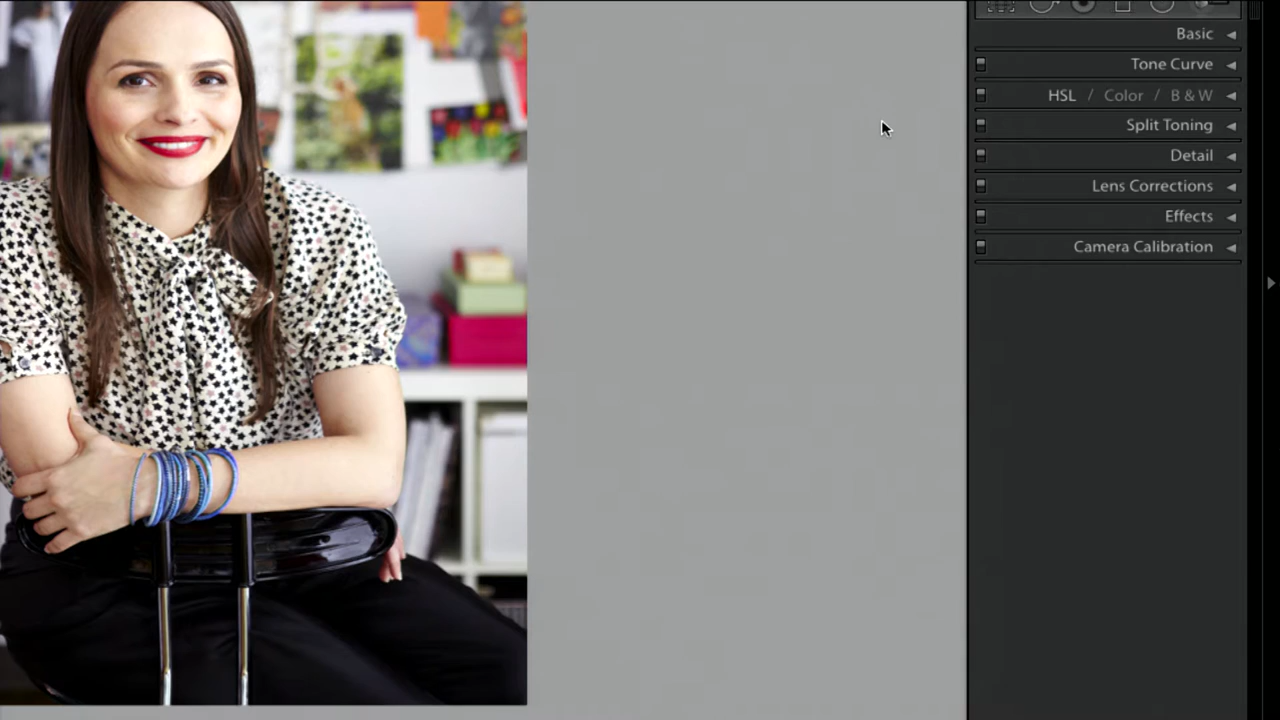 Basic
Tone Curve
HSL / Color / B & W
Split Toning
Detail
Lens Corrections
Effects
Camera Calibration